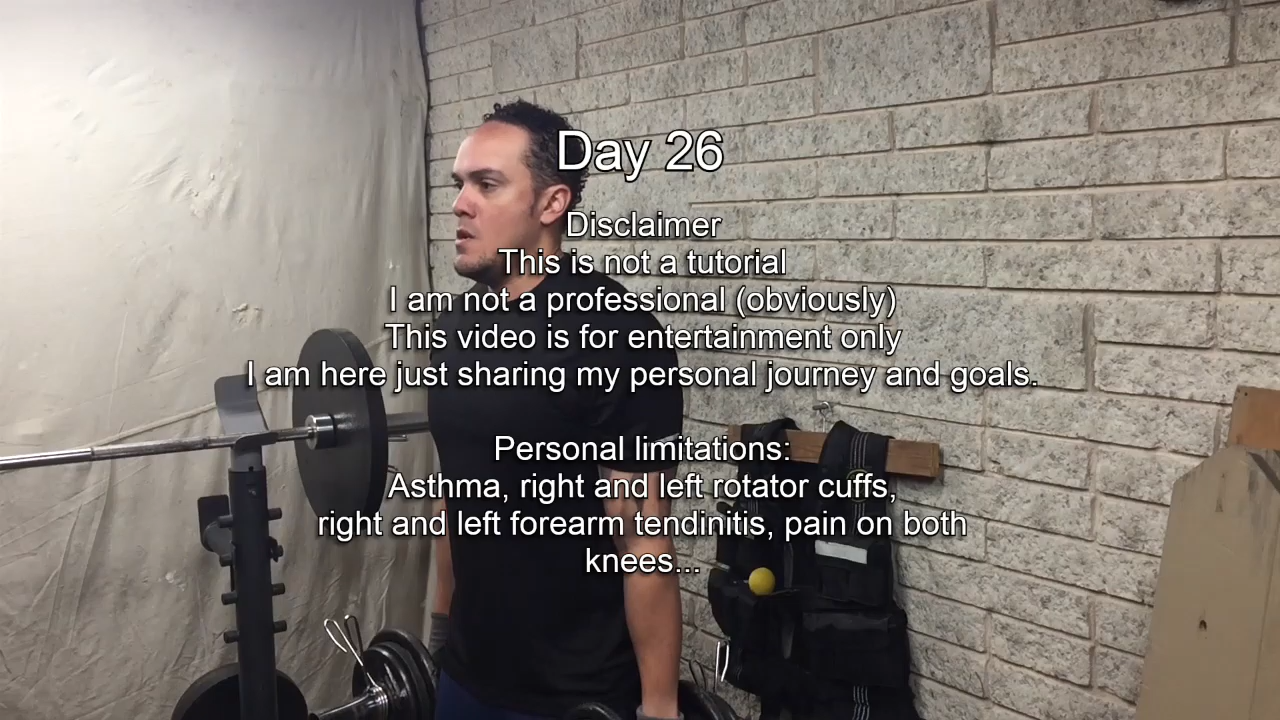 Day 26
Disclaimer
This is not a tutorial
I am not a professional (obviously)
This video is for entertainment only
I am here just sharing my personal journey and goals.
Personal limitations:
Asthma, right and left rotator cuffs,
right and left forearm tendinitis, pain on both
knees...